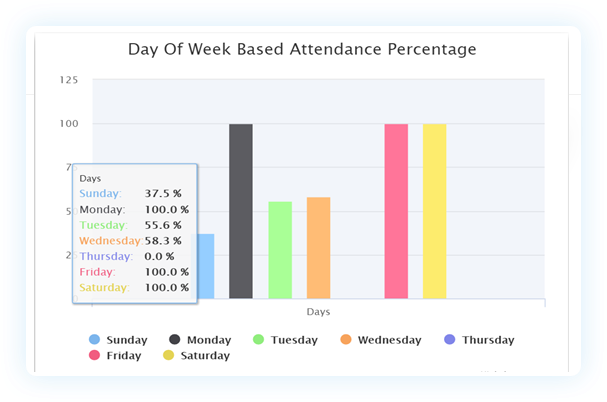 Day Of Week Based Attendance Percentage
125
100
Days
Sunday: 37.5 %
Monday: 100.0 %
Tuesday: 55.6 %
Wednesday: 58.3 %
Thursday: 0.0 %
Friday: 100.0 %
Saturday: 100.0 %
Days
Sunday Monday Tuesday Wednesday Thursday
Friday Saturday